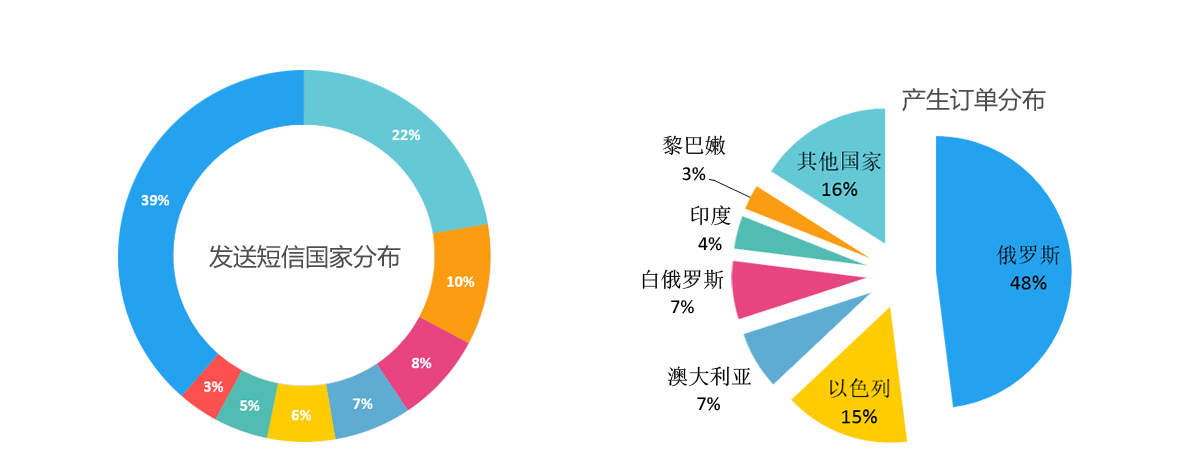 22%
39%
发送短信国家分布
10%
8%
3%
5%
6%
7%
产生订单分布
黎巴嫩
3%
其他国家
16%
印度
4%
俄罗斯
48%
白俄罗斯
7%
澳大利亚
7%
以色列
15%